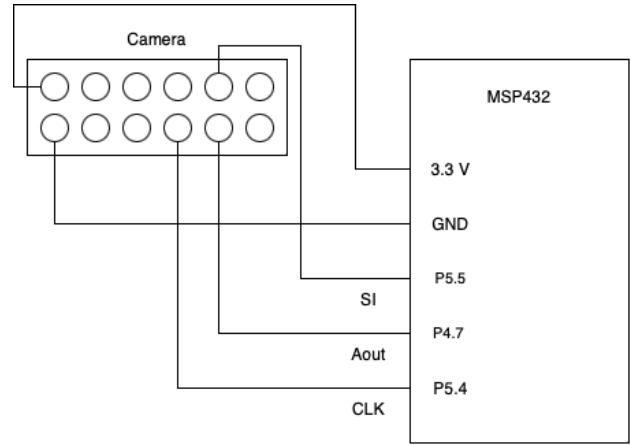 Camera
MSP432
3.3 V
GND
P5.5
SI
P4.7
Aout
P5.4
CLK